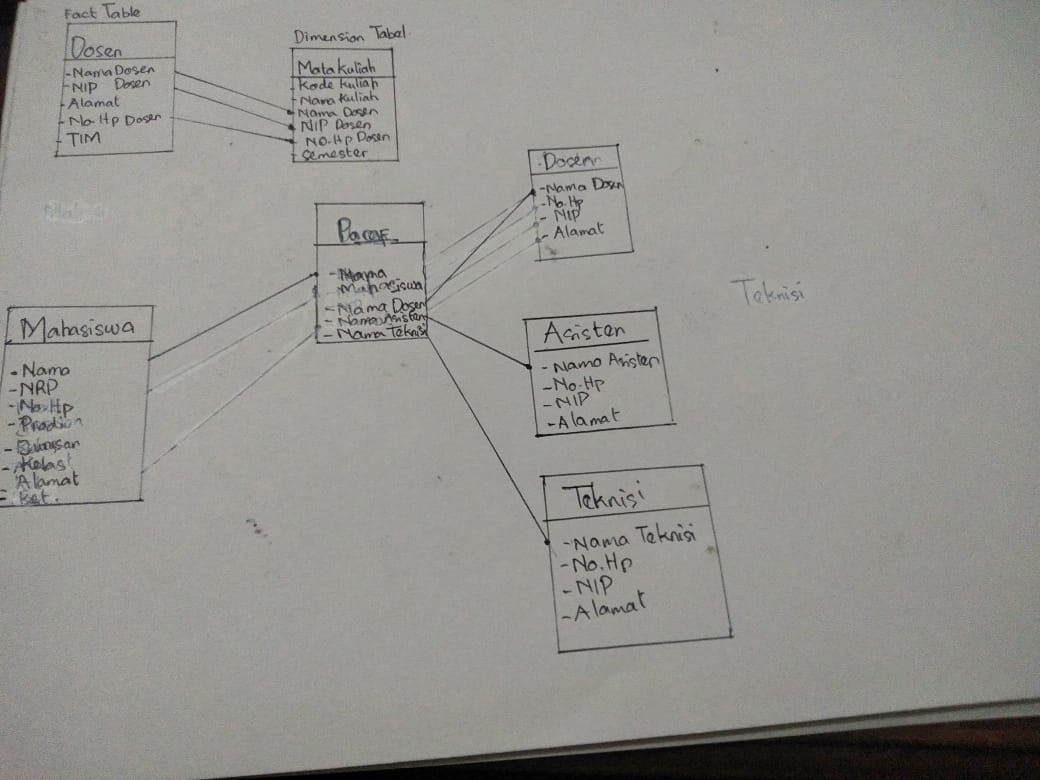 Fact Table
Dosen
- Nama Dosen
- NIP Dosen
- Alamat
- No. Hp Dosen
- TIM
Dimension Tabel
Mata Kuliah
- Kode Kuliah
- Nama Kuliah
- Nama Dosen
- NIP Dosen
- NO. Hp Dosen
- Semester
Paraf
- Nama
Mahasiswa
- Nama Dosen
- Nama Asisten
- Nama Teknisi
Dosen
- Nama Dosen
- No. Hp
- NIP
- Alamat
Mahasiswa
- Nama
- NRP
- No. Hp
- Kelas
Alamat
- Ket.
Asisten
- Nama Asisten
- No. Hp
- NIP
- Alamat
Teknisi
Teknisi
- Nama Teknisi
- No. Hp
- NIP
- Alamat